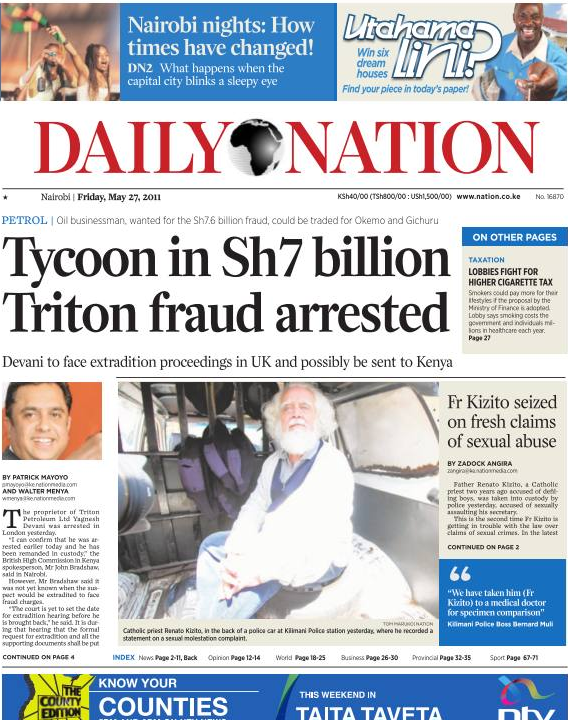 Nairobi nights: How
times have changed!
DN2 What happens when the
capital city blinks a sleepy eye
Utahama
lini?
Win six
dream
houses
Find your piece in today's paper!
DAILY NATION
★ Nairobi | Friday, May 27, 2011 KSh40/00 (TSh800/00 : USh1,500/00) www.nation.co.ke No. 16870
PETROL | Oil businessman, wanted for the Sh7.6 billion fraud, could be traded for Okemo and Gichuru
Tycoon in Sh7 billion
Triton fraud arrested
Devani to face extradition proceedings in UK and possibly be sent to Kenya
ON OTHER PAGES
TAXATION
LOBBIES FIGHT FOR
HIGHER CIGARETTE TAX
Smokers could pay more for their
lifestyles if the proposal by the
Ministry of Finance is adopted.
Lobby says smoking costs the
government and individuals mil-
lions in healthcare each year.
Page 27
BY PATRICK MAYOYO
pmayoyo@ke.nationmedia.com
AND WALTER MENYA
wmenya@ke.nationmedia.com
The proprietor of Triton
Petroleum Ltd Yagnesh
Devani was arrested in
London yesterday.
"I can confirm that he was ar-
rested earlier today and he has
been remanded in custody," the
British High Commission in Kenya
spokesperson, Mr John Bradshaw,
said in Nairobi.
However, Mr Bradshaw said it
was not yet known when the sus-
pect would be extradited to face
fraud charges.
"The court is yet to set the date
for extradition hearing before he
is brought back," he said. It is dur-
ing that hearing that the formal
request for extradition and all the
supporting documents shall be put
CONTINUED ON PAGE 4
TOM MARUKO | NATION
Catholic priest Renato Kizito, in the back of a police car at Kilimani Police station yesterday, where he recorded a
statement on a sexual molestation complaint.
Fr Kizito seized
on fresh claims
of sexual abuse
BY ZADOCK ANGIRA
zangira@ke.nationmedia.com
Father Renato Kizito, a Catholic
priest two years ago accused of defil-
ing boys, was taken into custody by
police yesterday, accused of sexually
assaulting his secretary.
This is the second time Fr Kizito is
getting in trouble with the law over
claims of sexual crimes. In the latest
CONTINUED ON PAGE 2
"We have taken him (Fr
Kizito) to a medical doctor
for specimen comparison"
Kilimani Police Boss Bernard Muli
INDEX News Page 2-11, Back Opinion Page 12-14 World Page 18-25 Business Page 26-30 Provincial Page 32-35 Sport Page 67-71
THE
COUNTY
EDITION
KNOW YOUR
COUNTIES
THIS WEEKEND IN
TAITA TAVETA
ntv